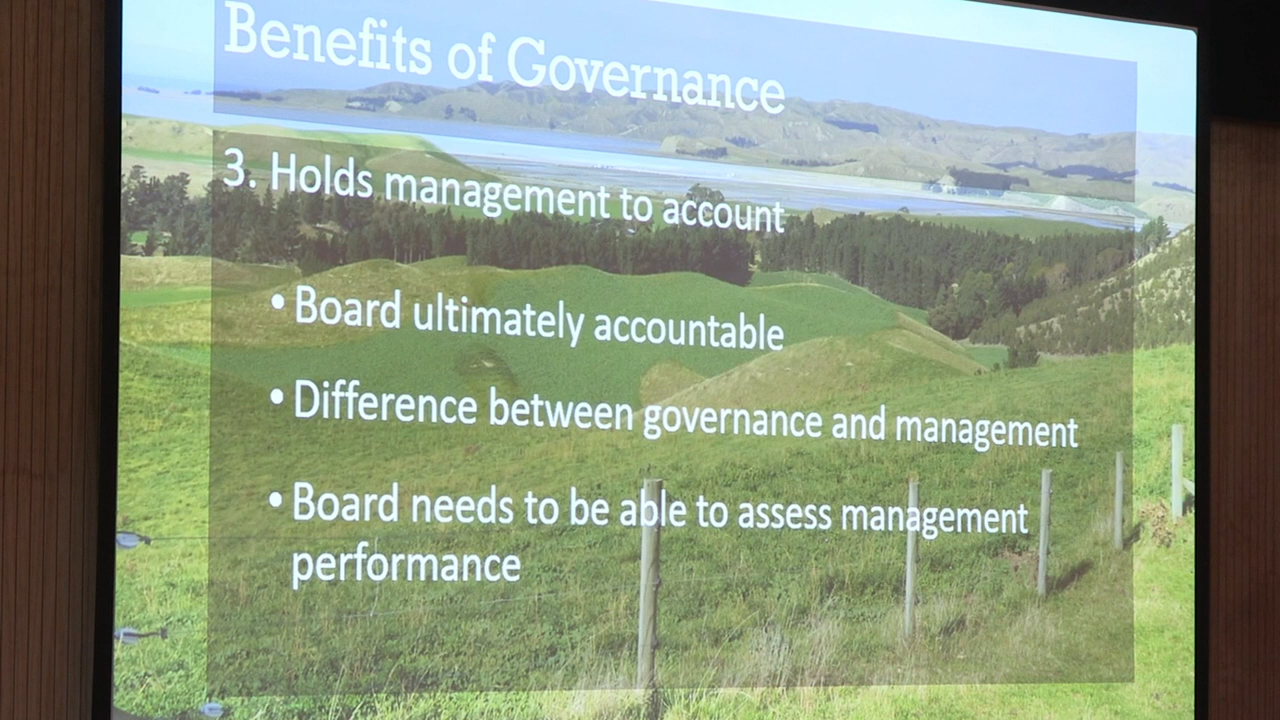 Benefits of Governance
3. Holds management to account
• Board ultimately accountable
• Difference between governance and management
• Board needs to be able to assess management
performance